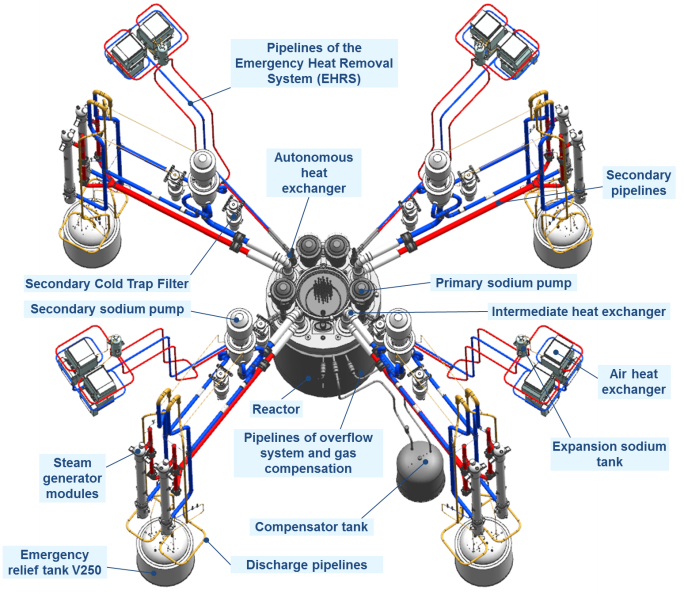 Pipelines of the
Emergency Heat Removal
System (EHRS)
Autonomous
heat
exchanger
Secondary
pipelines
Secondary Cold Trap Filter
Primary sodium pump
Secondary sodium pump
Intermediate heat exchanger
Air heat
exchanger
Reactor
Pipelines of overflow
system and gas
compensation
Expansion sodium
tank
Steam
generator
modules
Compensator tank
Emergency
relief tank V250
Discharge pipelines